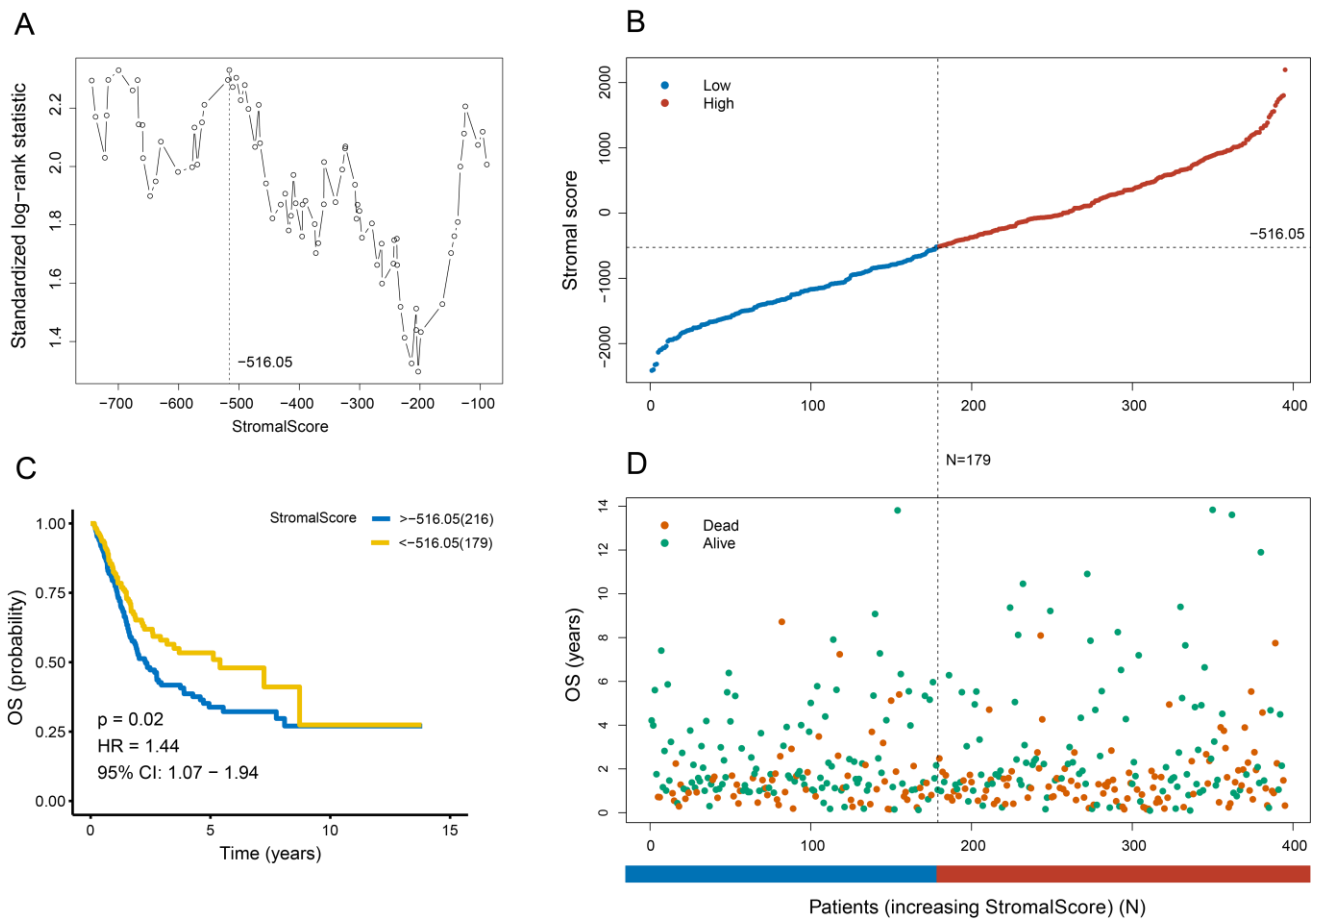 A
Standardized log−rank statistic
2.2
2.0
1.8
1.6
1.4
−516.05
−700
−600
−500
−400
−300
−200
−100
StromalScore
B
Stromal score
2000
1000
0
−1000
−2000
Low
High
−516.05
0
100
200
300
400
N=179
C
OS (probability)
1.00
0.75
0.50
0.25
0.00
StromalScore
>−516.05(216)
<−516.05(179)
p = 0.02
HR = 1.44
95% CI: 1.07 − 1.94
0
5
10
15
Time (years)
D
OS (years)
14
12
10
8
6
4
2
0
Dead
Alive
0
100
200
300
400
Patients (increasing StromalScore) (N)